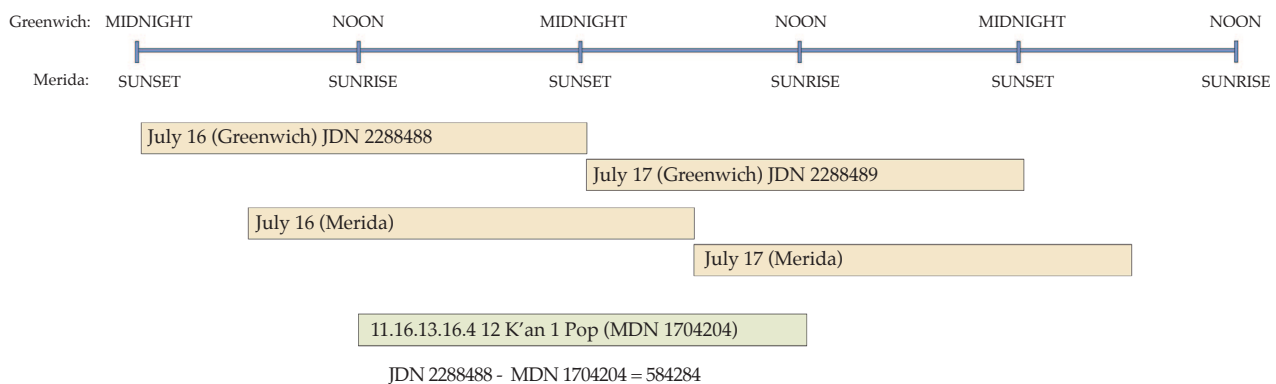 Greenwich: MIDNIGHT NOON MIDNIGHT NOON MIDNIGHT NOON
Merida: SUNSET SUNRISE SUNSET SUNRISE SUNSET SUNRISE
July 16 (Greenwich) JDN 2288488
July 17 (Greenwich) JDN 2288489
July 16 (Merida)
July 17 (Merida)
11.16.13.16.4 12 K’an 1 Pop (MDN 1704204)
JDN 2288488 - MDN 1704204 = 584284